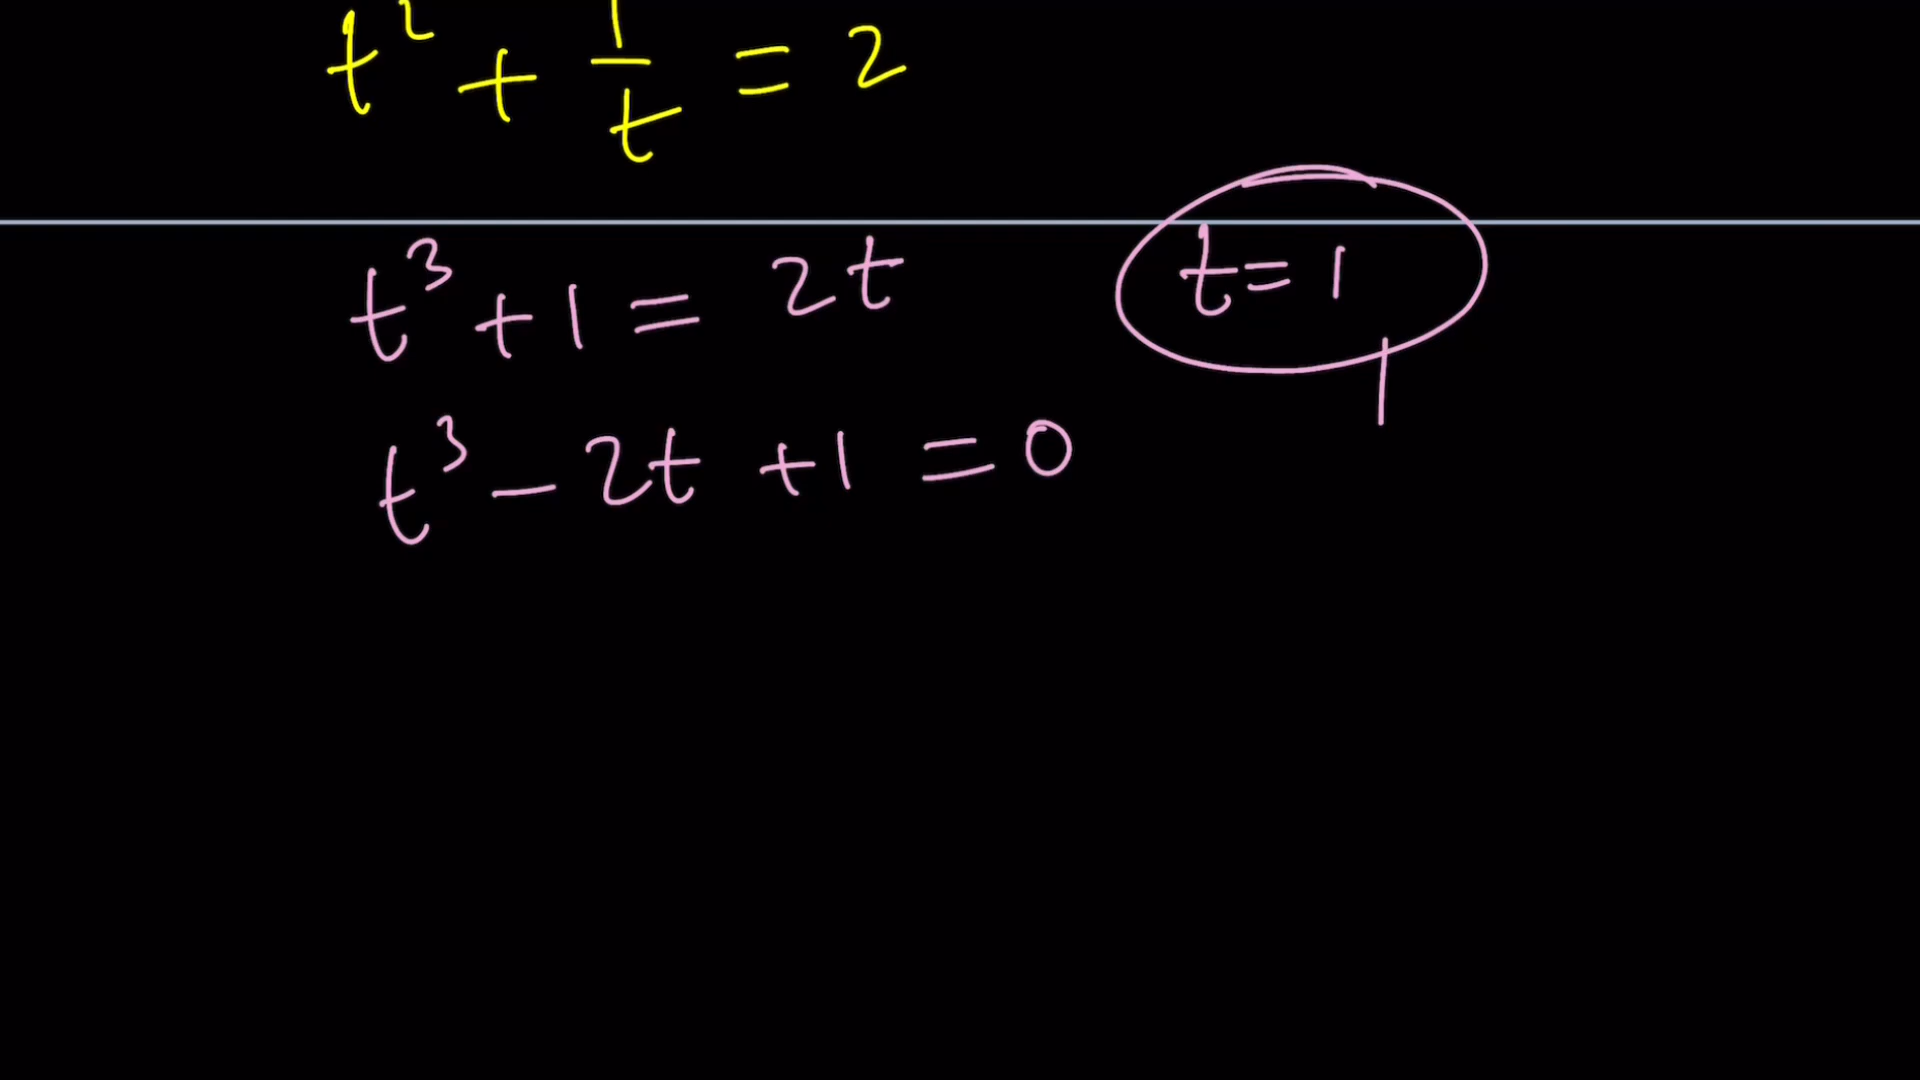 t² + 1/t = 2
t³ + 1 = 2t
t = 1
t³ - 2t + 1 = 0